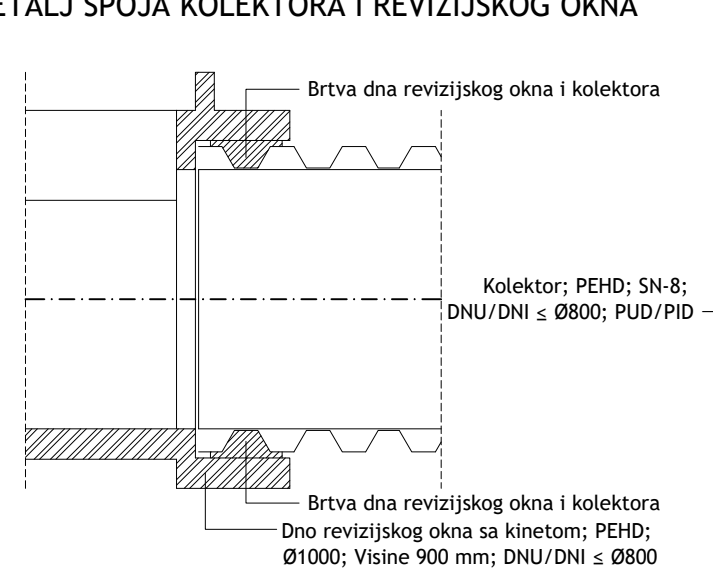 ETALJ SPOJA KOLEKTORA I REVIZIJSKOG OKNA
Brtva dna revizijskog okna i kolektora
Kolektor; PEHD; SN-8;
DNU/DNI ≤ Ø800; PUD/PID
Brtva dna revizijskog okna i kolektora
Dno revizijskog okna sa kinetom; PEHD;
Ø1000; Visine 900 mm; DNU/DNI ≤ Ø800